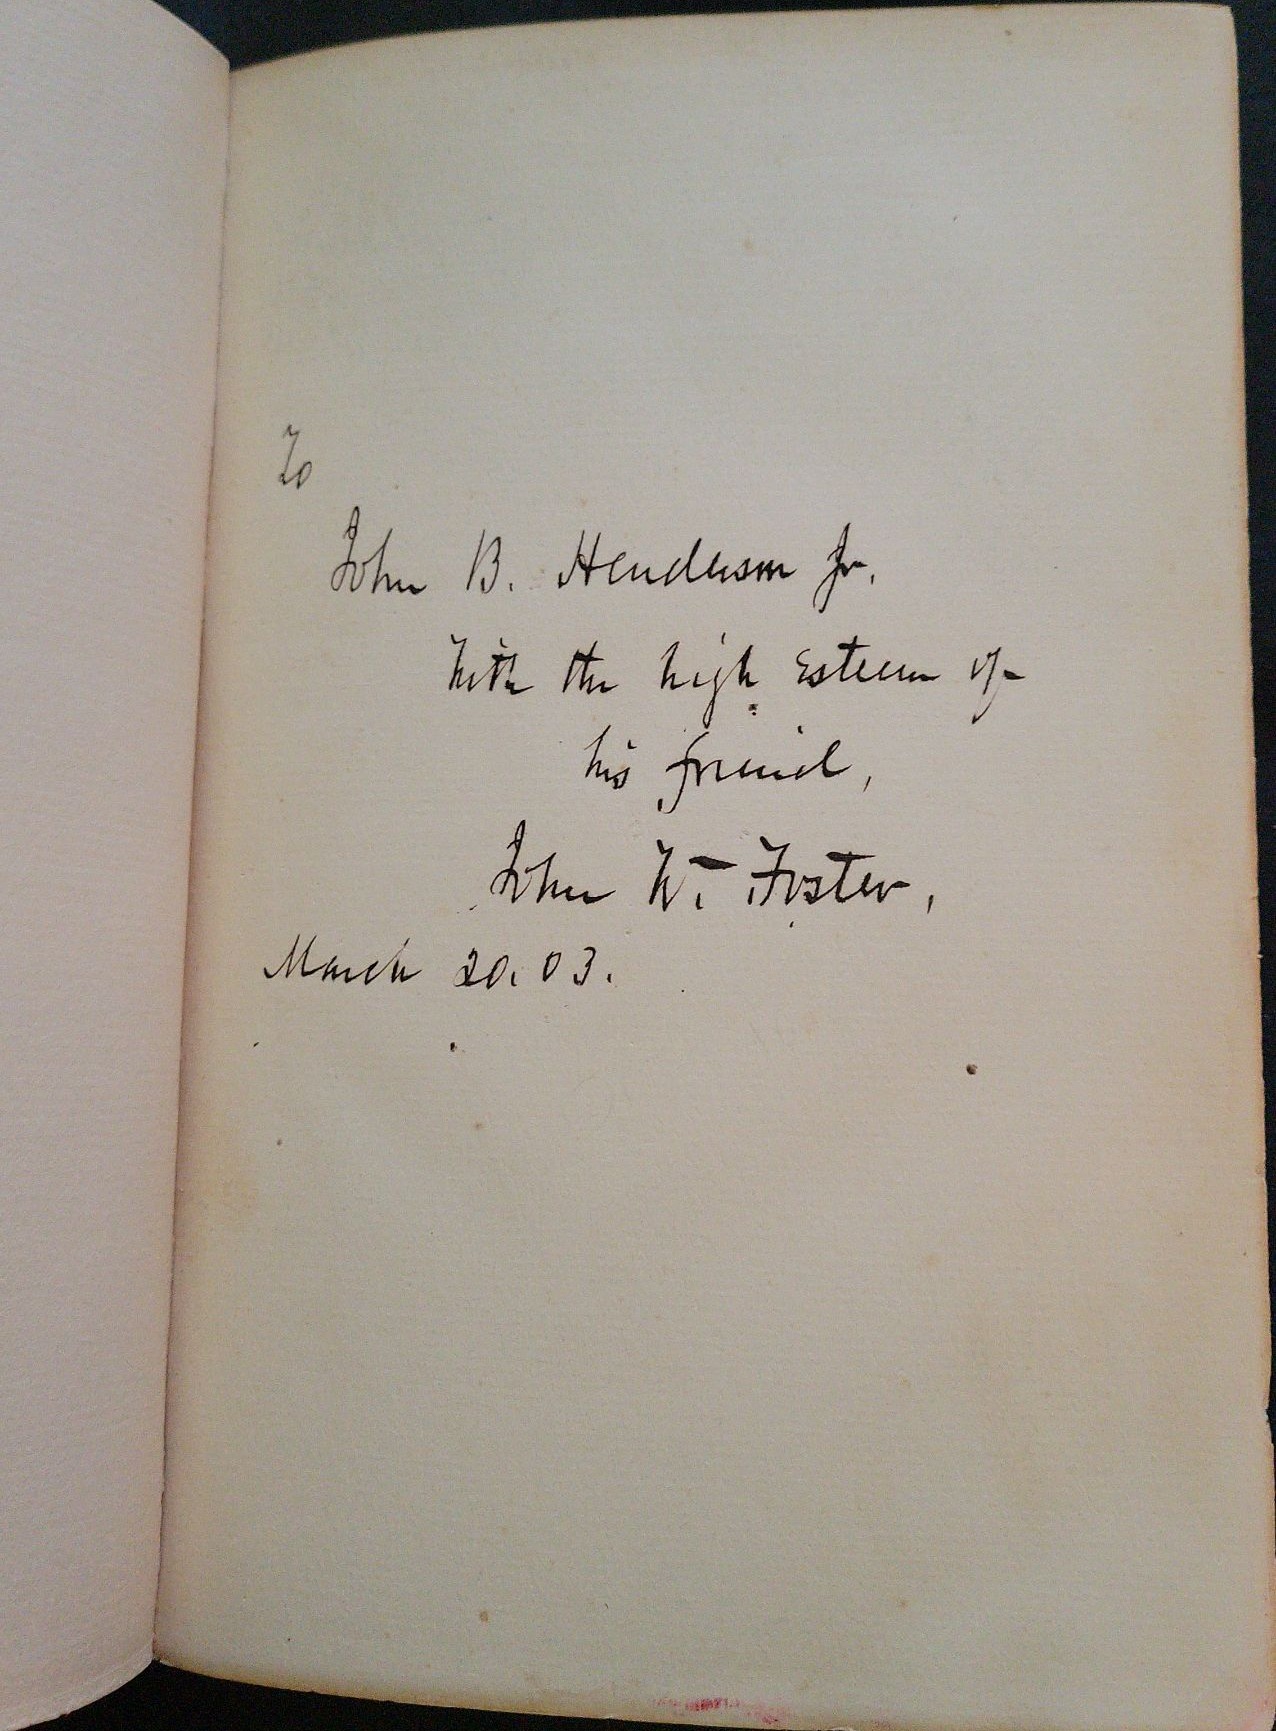 To
John B. Henderson Jr.
With the high esteem of
his friend,
John W. Foster,
March 20. 03.